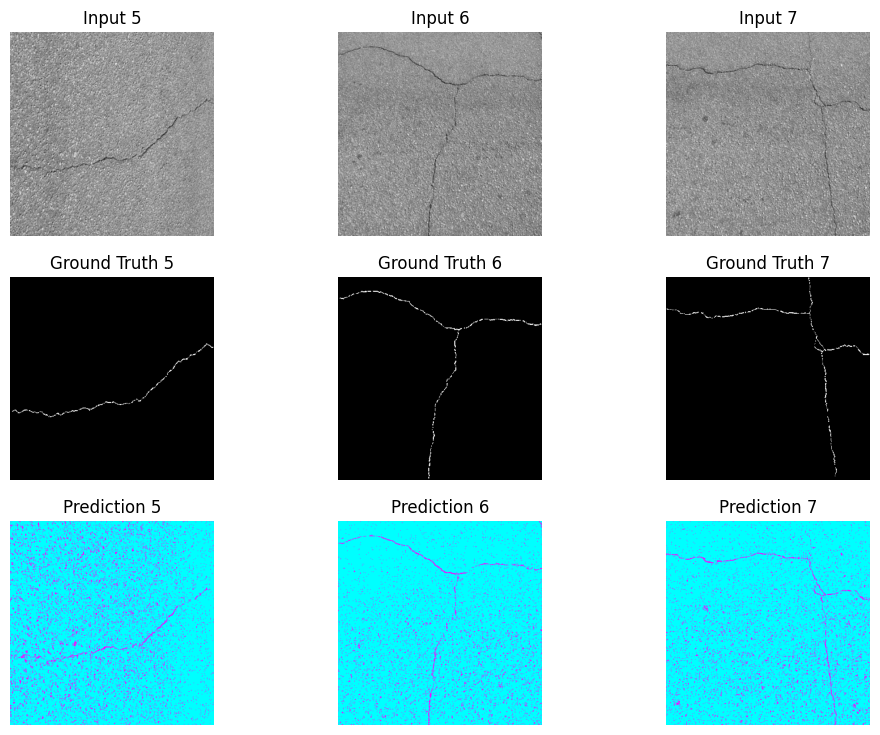 Input 5
Input 6
Input 7
Ground Truth 5
Ground Truth 6
Ground Truth 7
Prediction 5
Prediction 6
Prediction 7